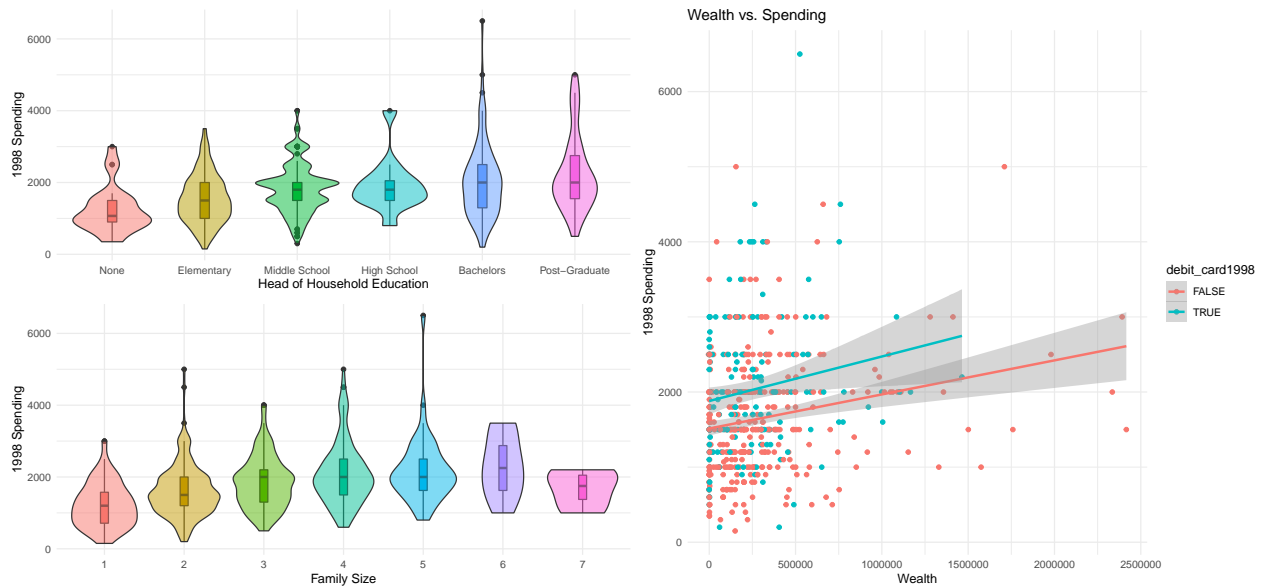 6000
4000
2000
0
1998 Spending
None Elementary Middle School High School Bachelors Post-Graduate
Head of Household Education
6000
4000
2000
0
1998 Spending
1 2 3 4 5 6 7
Family Size
Wealth vs. Spending
6000
4000
2000
0
1998 Spending
0 500000 1000000 1500000 2000000 2500000
Wealth
debit_card1998
FALSE
TRUE